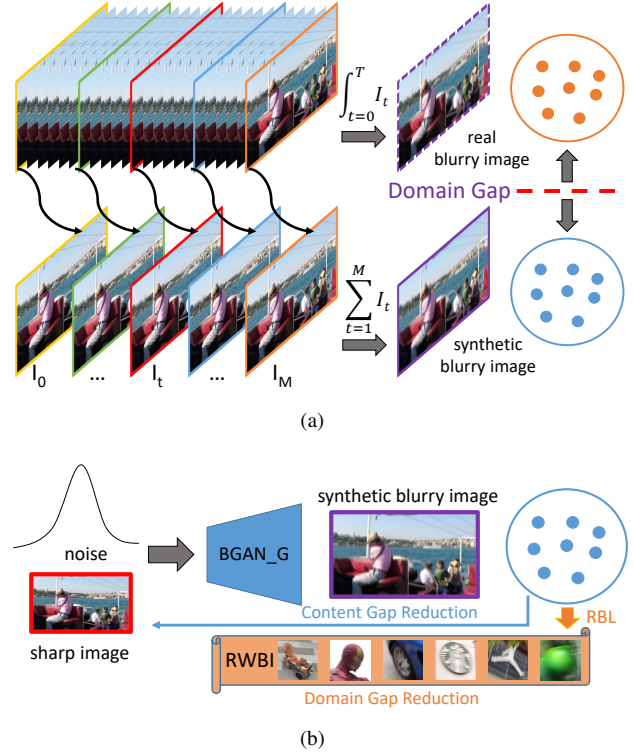 ∫_{t=0}^{T} I_t
real
blurry image
Domain Gap
∑_{t=1}^{M} I_t
synthetic
blurry image
I_0 ... I_t ... I_M
(a)
noise
BGAN_G
synthetic blurry image
sharp image
Content Gap Reduction
RBL
RWBI
Domain Gap Reduction
(b)